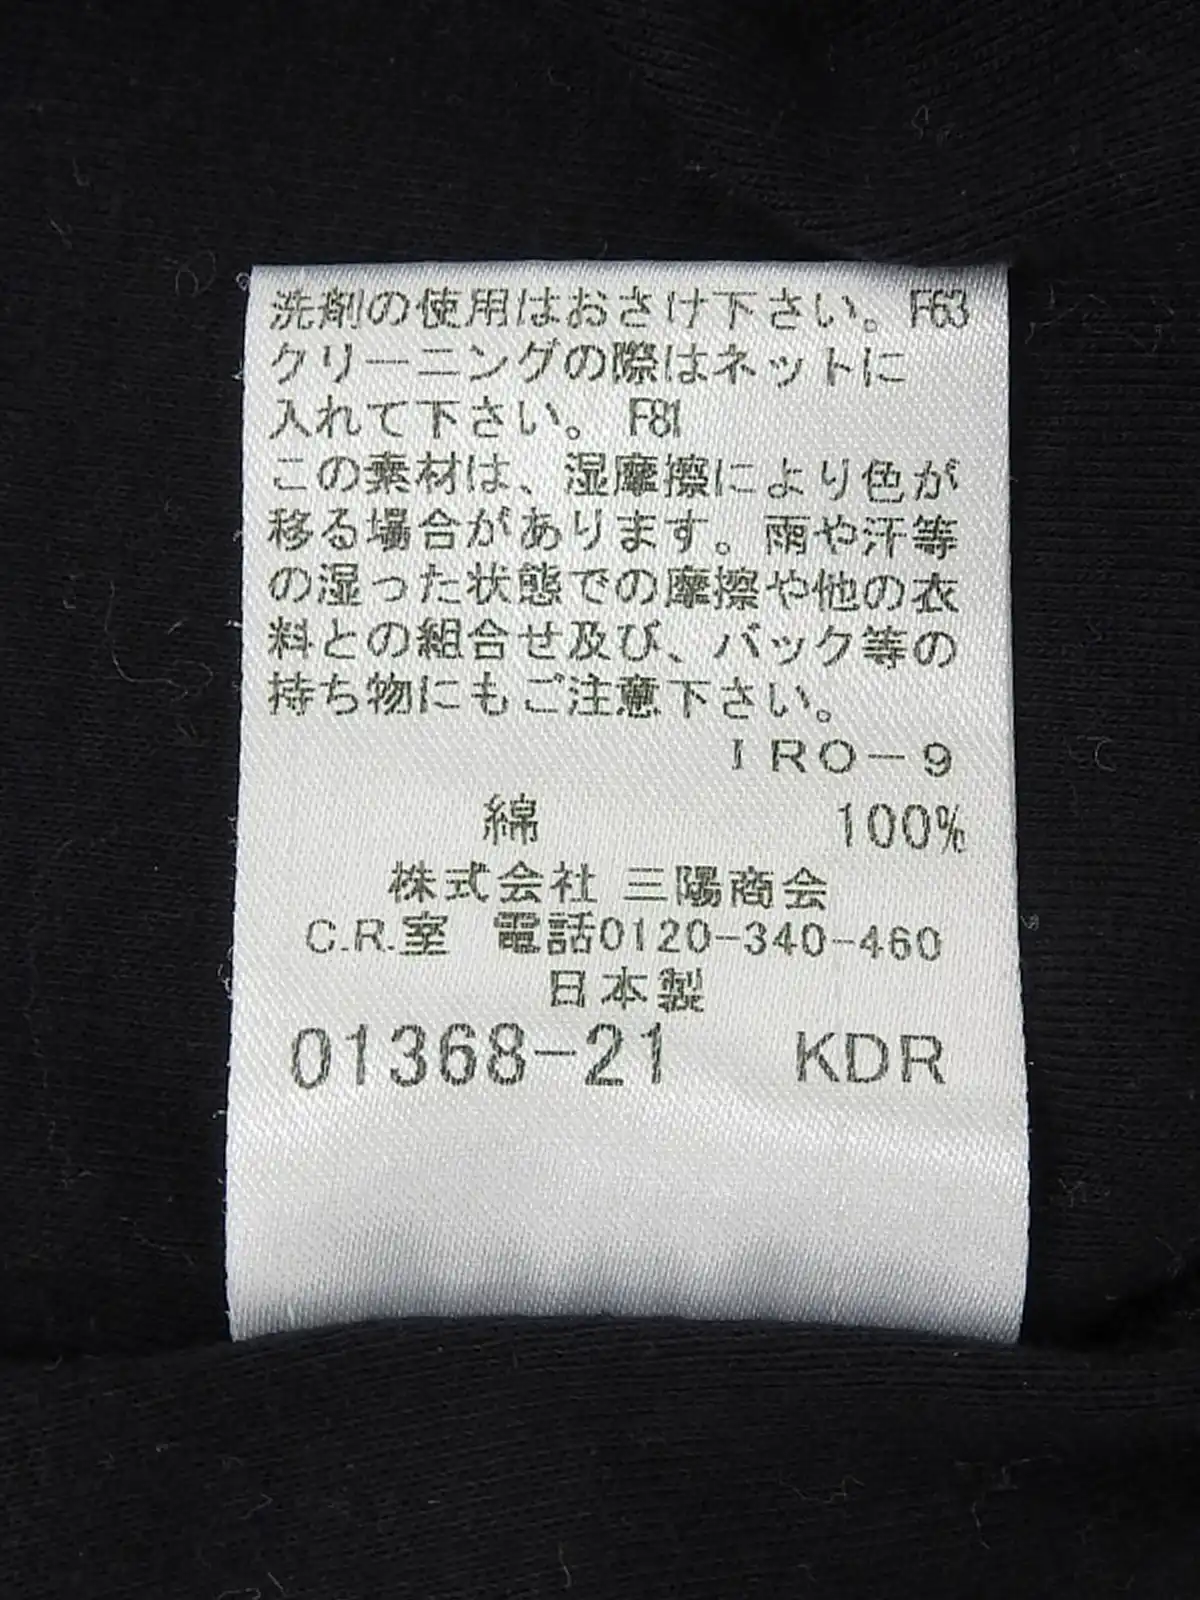 洗剤の使用はおさけ下さい。F63
クリーニングの際はネットに
入れて下さい。F81
この素材は、湿摩擦により色が
移る場合があります。雨や汗等
の湿った状態での摩擦や他の衣
料との組合せ及び、バック等の
持ち物にもご注意下さい。
IRO-9
綿 100%
株式会社 三陽商会
C.R.室 電話0120-340-460
日本製
01368-21 KDR